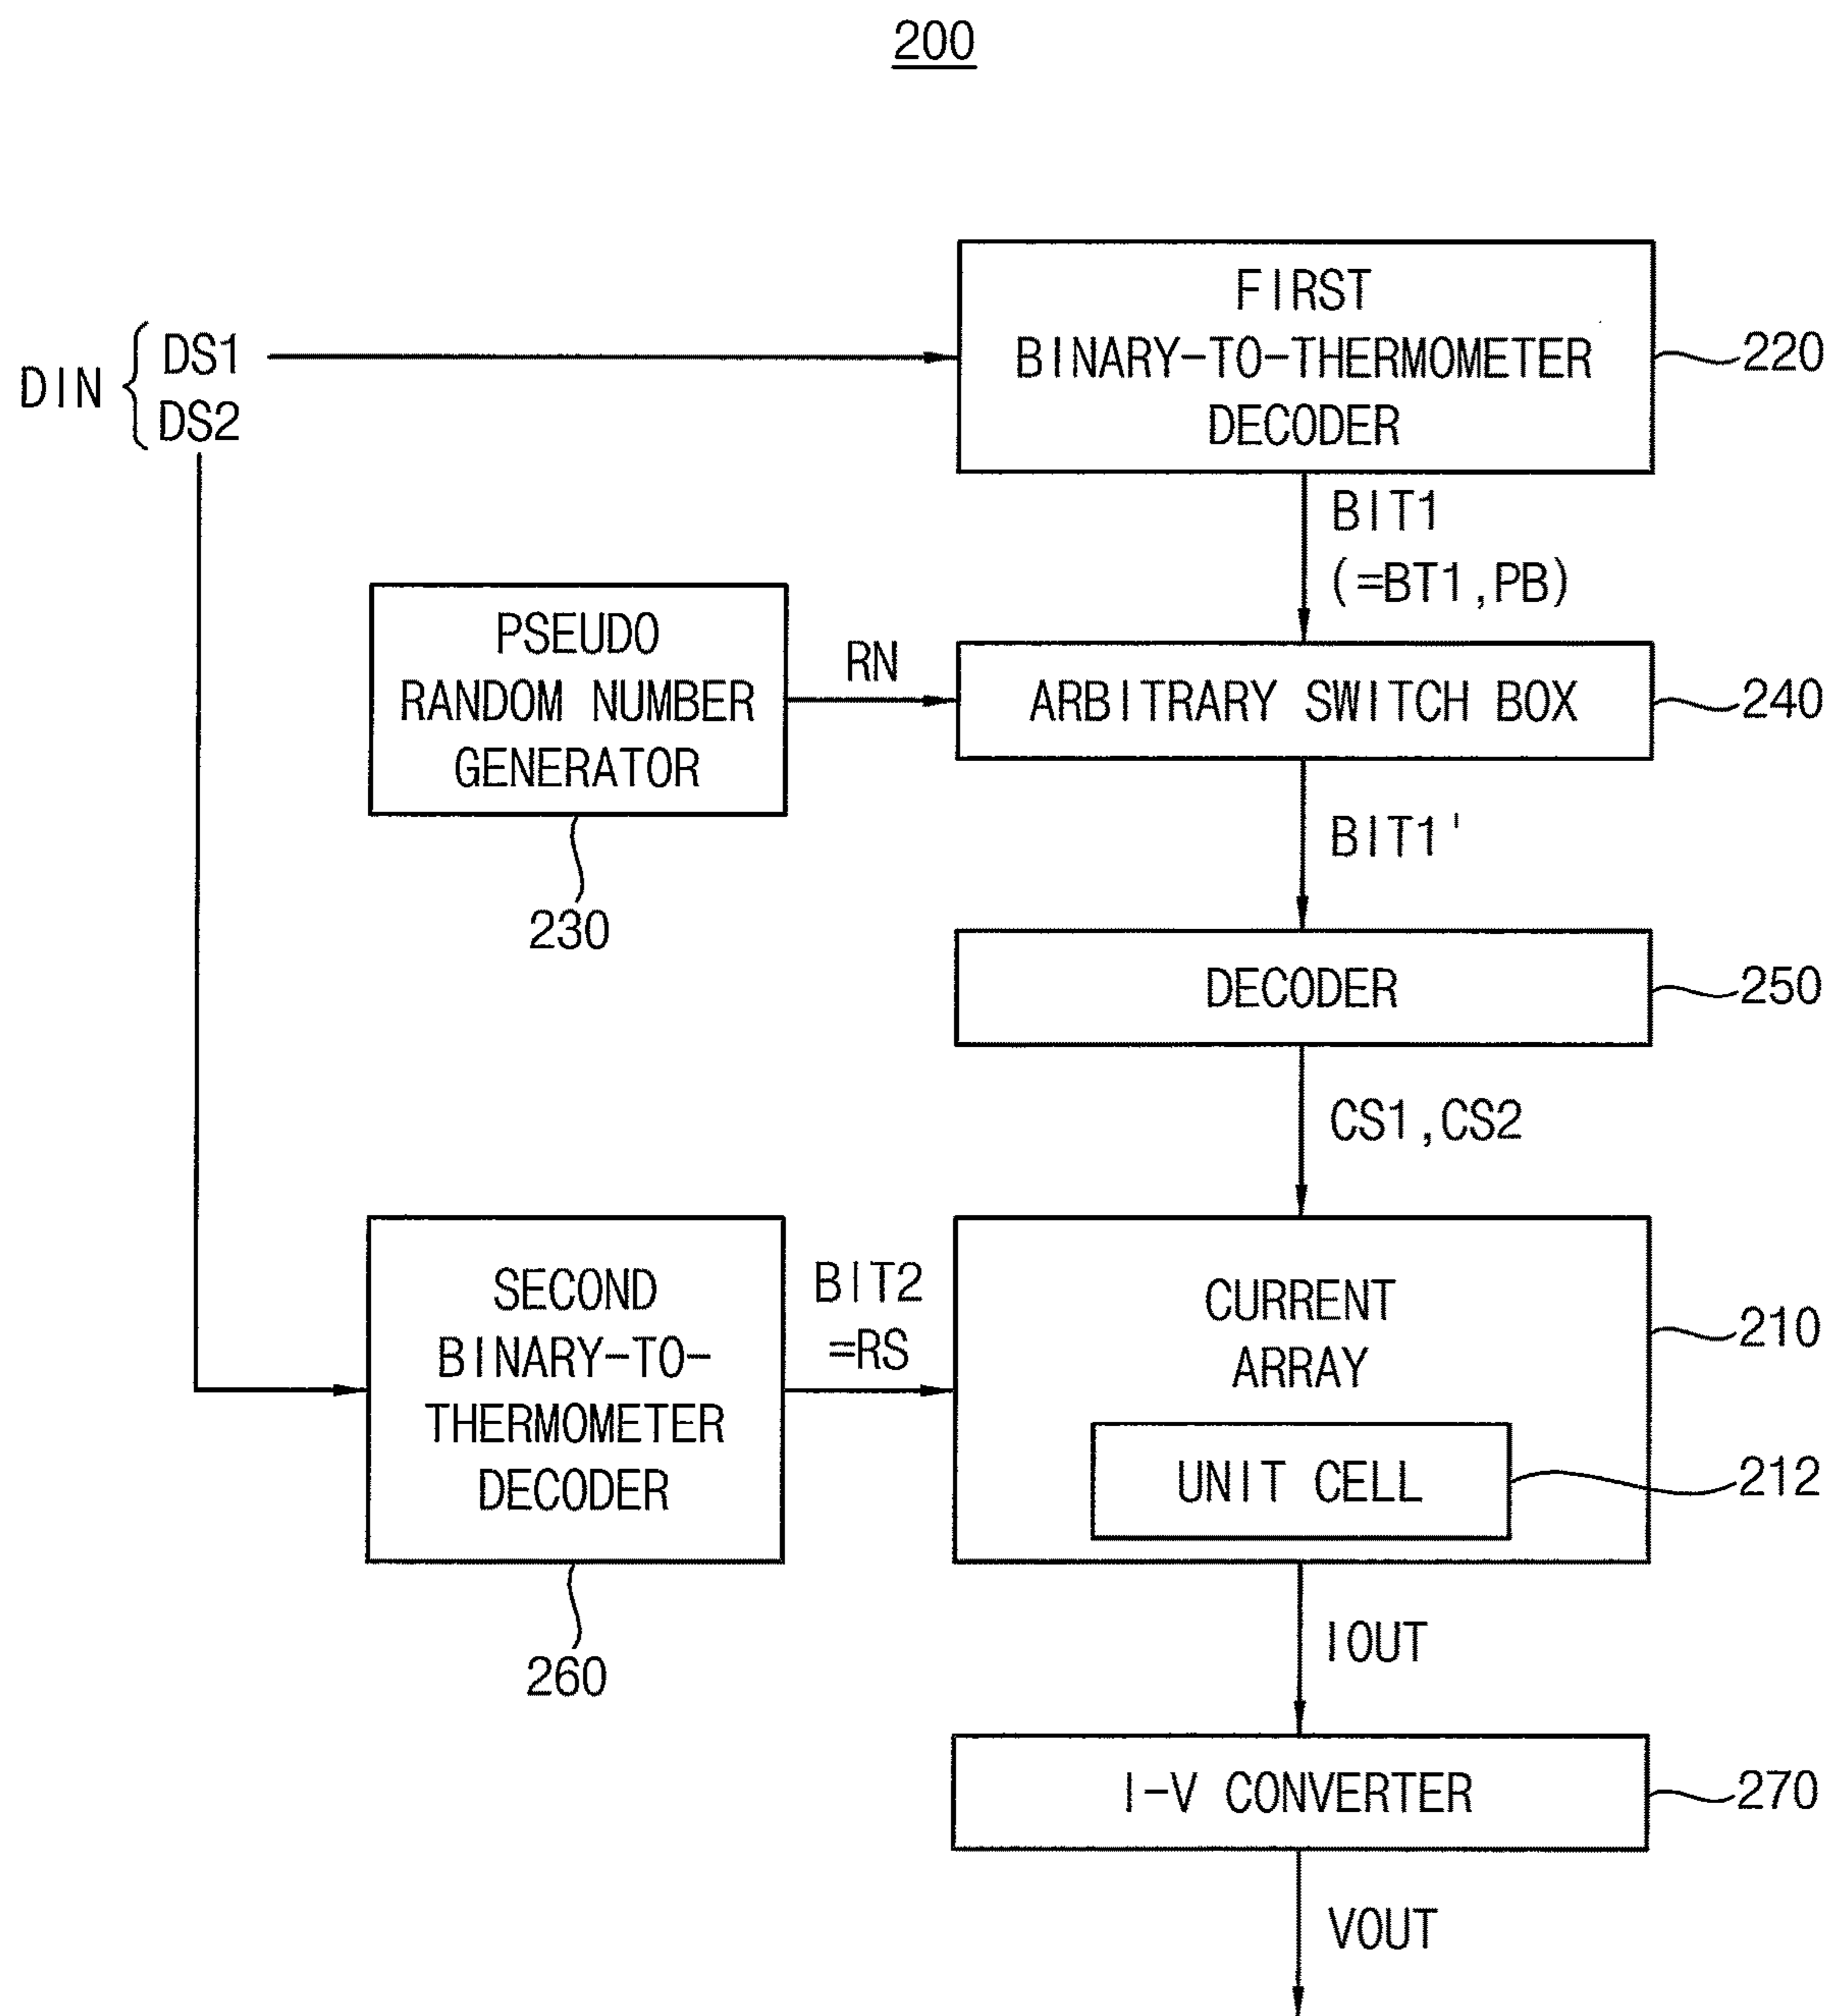 200
FIRST
BINARY-TO-THERMOMETER
DECODER
220
DIN
DS1
DS2
BIT1
(=BT1,PB)
PSEUDO
RANDOM NUMBER
GENERATOR
230
RN
ARBITRARY SWITCH BOX
240
BIT1'
DECODER
250
CS1,CS2
SECOND
BINARY-TO-
THERMOMETER
DECODER
260
BIT2
=RS
CURRENT
ARRAY
210
UNIT CELL
212
IOUT
I-V CONVERTER
270
VOUT